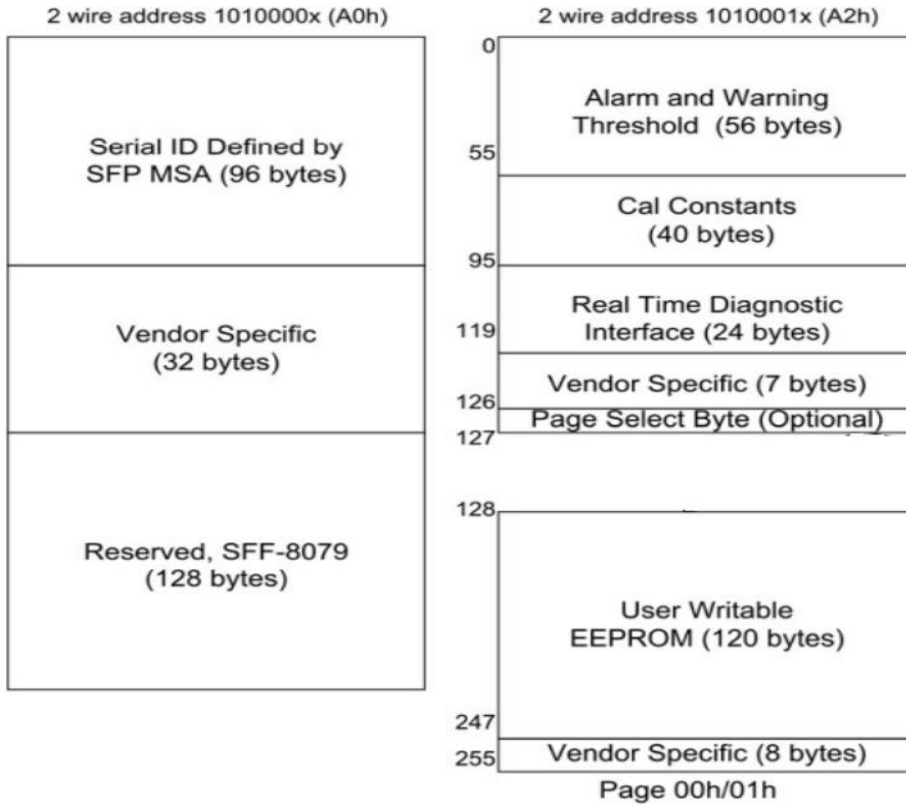 2 wire address 1010000x (A0h)
Serial ID Defined by
SFP MSA (96 bytes)
Vendor Specific
(32 bytes)
Reserved, SFF-8079
(128 bytes)
2 wire address 1010001x (A2h)
0
Alarm and Warning
Threshold (56 bytes)
55
Cal Constants
(40 bytes)
95
Real Time Diagnostic
Interface (24 bytes)
119
Vendor Specific (7 bytes)
126
Page Select Byte (Optional)
127
128
User Writable
EEPROM (120 bytes)
247
Vendor Specific (8 bytes)
255
Page 00h/01h